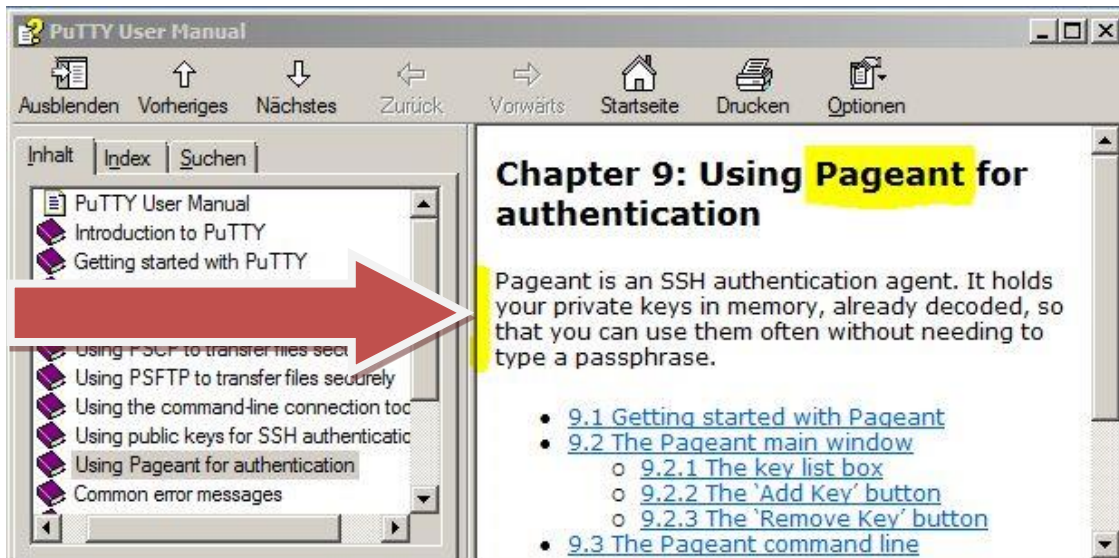 PuTTY User Manual
Ausblenden Vorheriges Nächstes Zurück Vorwärts Startseite Drucken Optionen
Inhalt Index Suchen
PuTTY User Manual
Introduction to PuTTY
Getting started with PuTTY
Using PSCP to transfer files
Using PSFTP to transfer files securely
Using the command-line connection
Using public keys for SSH
Using Pageant for authentication
Common error messages
Chapter 9: Using Pageant for
authentication
Pageant is an SSH authentication agent. It holds
your private keys in memory, already decoded, so
that you can use them often without needing to
type a passphrase.
• 9.1 Getting started with Pageant
• 9.2 The Pageant main window
o 9.2.1 The key list box
o 9.2.2 The `Add Key' button
o 9.2.3 The `Remove Key' button
• 9.3 The Pageant command line